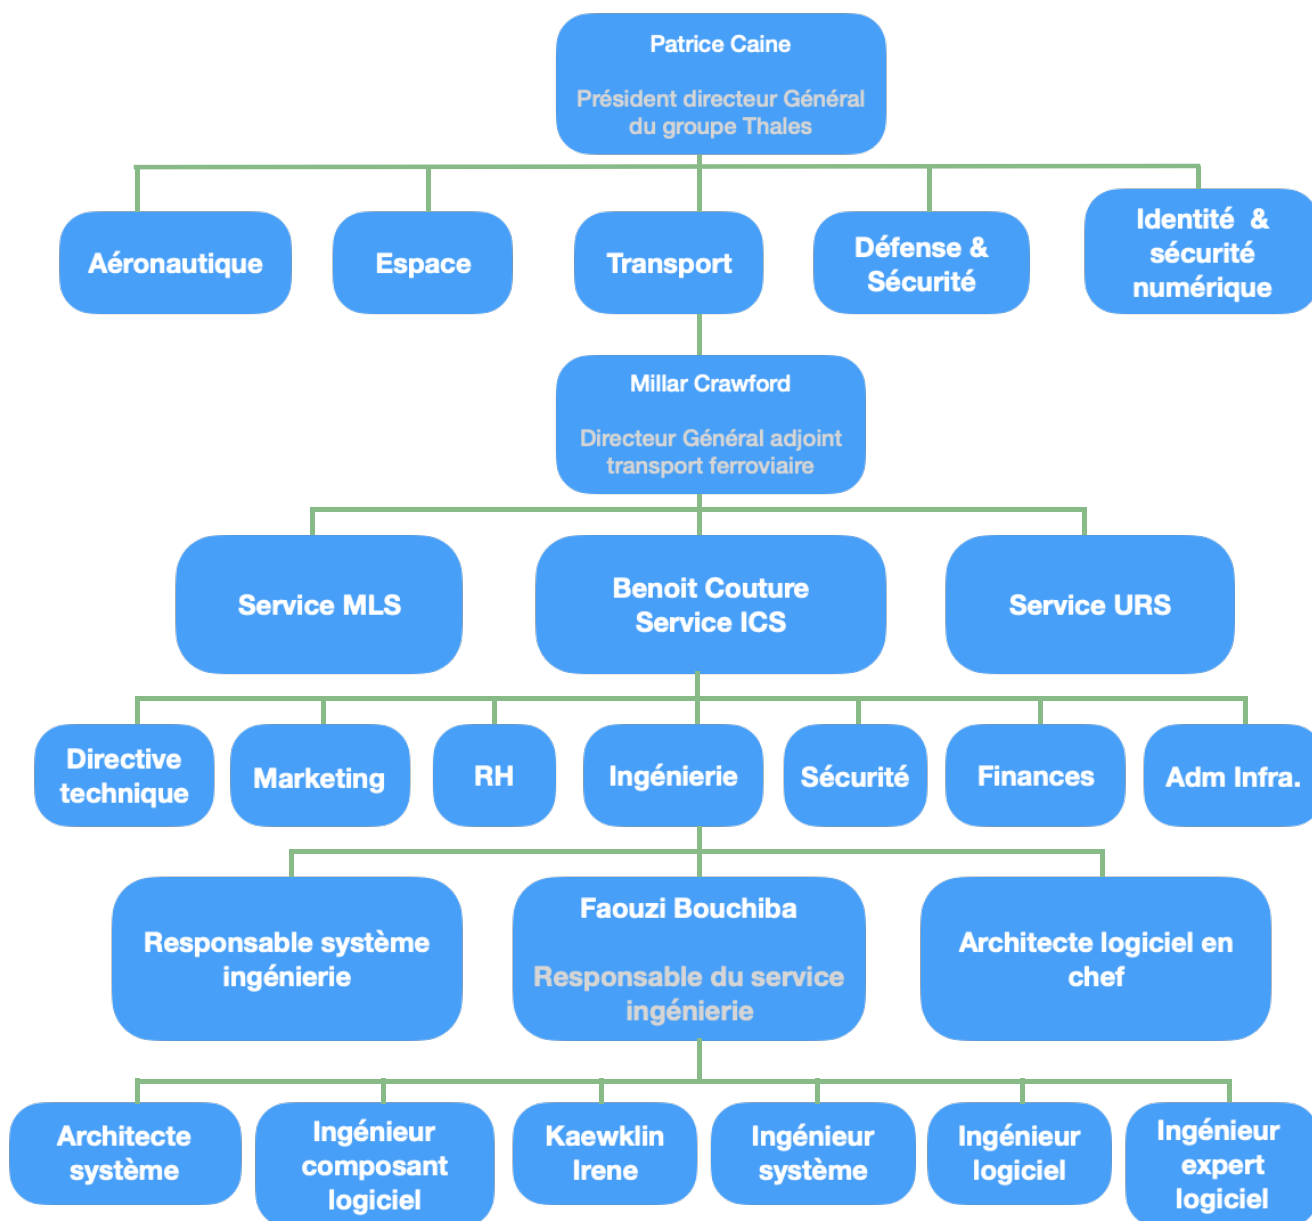 Patrice Caine
Président directeur Général
du groupe Thales
Aéronautique
Espace
Transport
Défense &
Sécurité
Identité & 
sécurité
numérique
Millar Crawford
Directeur Général adjoint
transport ferroviaire
Service MLS
Benoit Couture
Service ICS
Service URS
Directive
technique
Marketing
RH
Ingénierie
Sécurité
Finances
Adm Infra.
Responsable système
ingénierie
Faouzi Bouchiba
Responsable du service
ingénierie
Architecte logiciel en
chef
Architecte
système
Ingénieur
composant
logiciel
Kaewklin
Irene
Ingénieur
système
Ingénieur
logiciel
Ingénieur
expert
logiciel